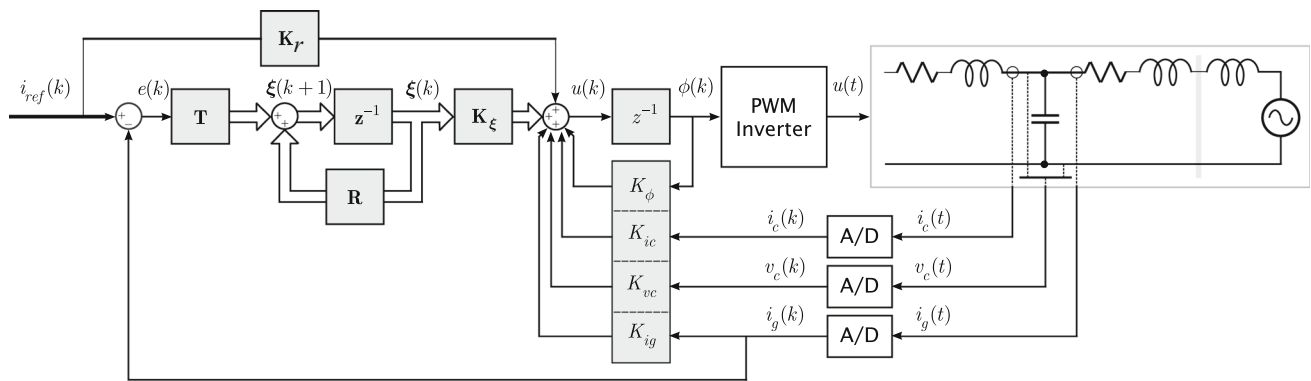 K_r
i_ref(k)
e(k)
ξ(k+1)
ξ(k)
u(k)
ϕ(k)
u(t)
+
−
T
+
+
z⁻¹
K_ξ
+
+
+
z⁻¹
PWM
Inverter
R
K_ϕ
K_ic
i_c(k)
A/D
i_c(t)
K_vc
v_c(k)
A/D
v_c(t)
K_ig
i_g(k)
A/D
i_g(t)